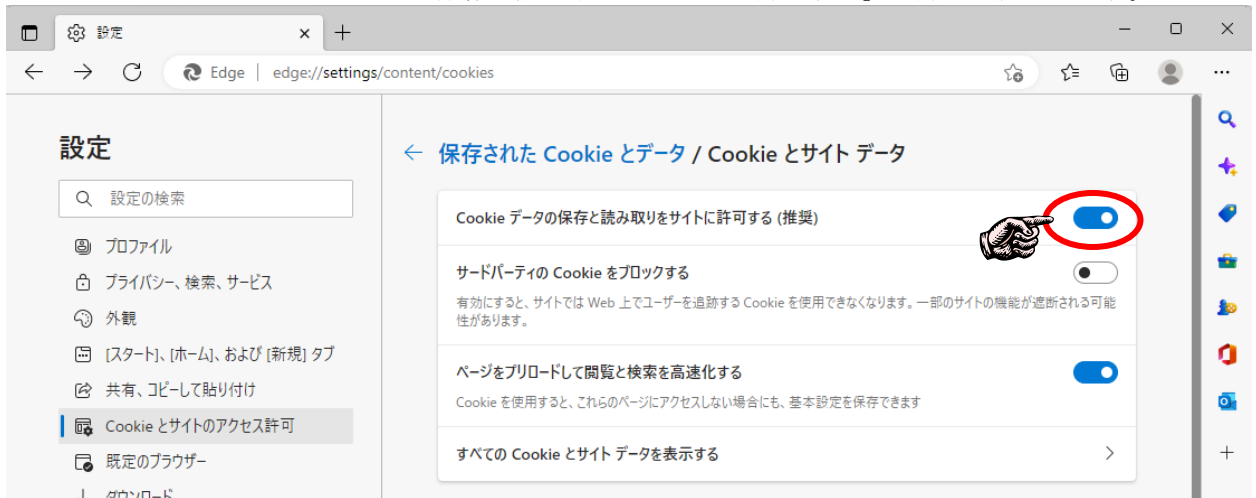 設定
Edge | edge://settings/content/cookies
設定
設定の検索
プロファイル
プライバシー、検索、サービス
外観
[スタート]、[ホーム]、および [新規] タブ
共有、コピーして貼り付け
Cookie とサイトのアクセス許可
既定のブラウザー
ダウンロード
保存された Cookie とデータ / Cookie とサイト データ
Cookie データの保存と読み取りをサイトに許可する (推奨)
サードパーティの Cookie をブロックする
有効にすると、サイトでは Web 上でユーザーを追跡する Cookie を使用できなくなります。一部のサイトの機能が遮断される可能
性があります。
ページをプリロードして閲覧と検索を高速化する
Cookie を使用すると、これらのページにアクセスしない場合にも、基本設定を保存できます
すべての Cookie とサイト データを表示する